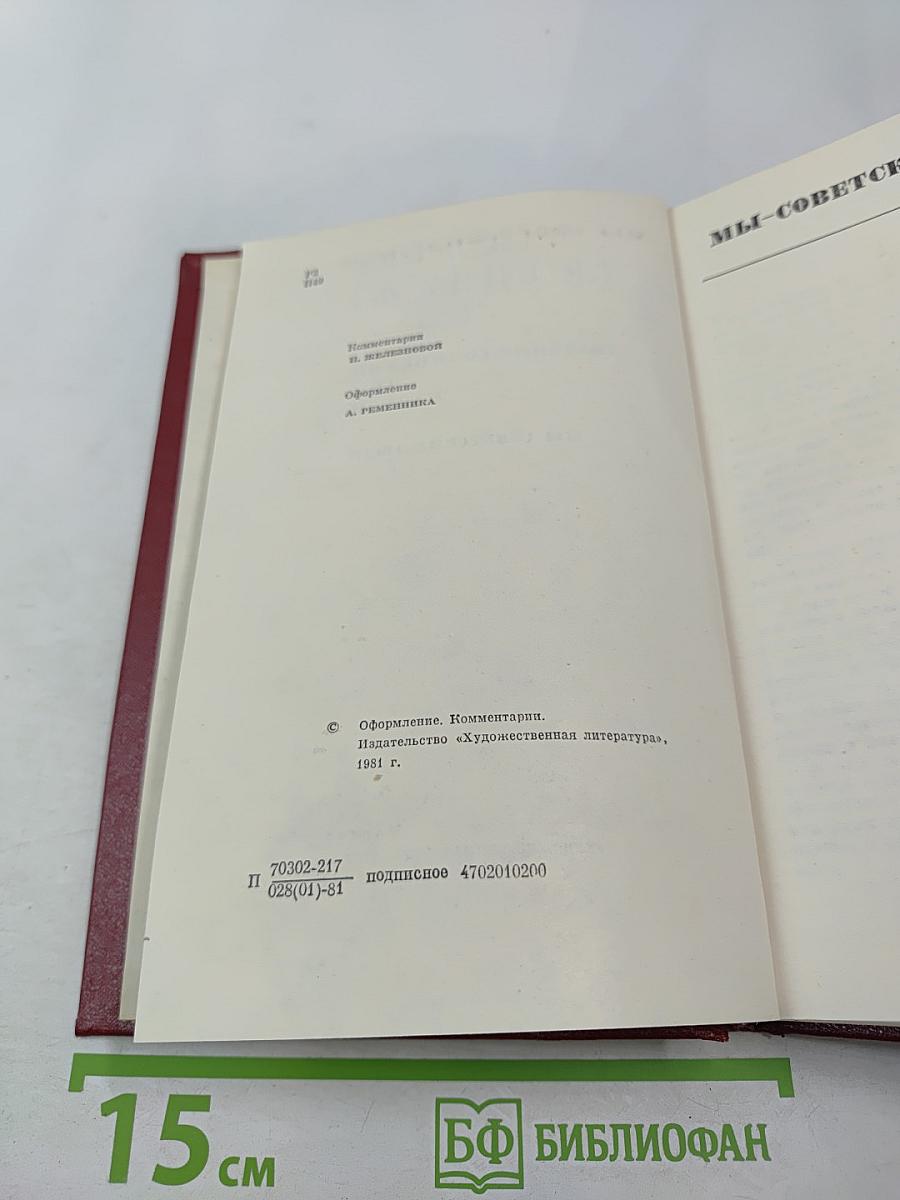 Р2
П49
Комментарии
Н. ЖЕЛЕЗНОВОЙ
Оформление
А. РЕМЕННИКА
© Оформление. Комментарии.
Издательство «Художественная литература»,
1981 г.
П 70302-217
028(01)-81 подписное 4702010200
МЫ–СОВЕТСК
15 см
БФ БИБЛИОФАН